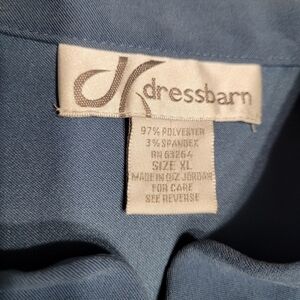 dressbarn
97% POLYESTER
3% SPANDEX
RN 63264
SIZE XL
MADE IN QIZ JORDAN
FOR CARE
SEE REVERSE